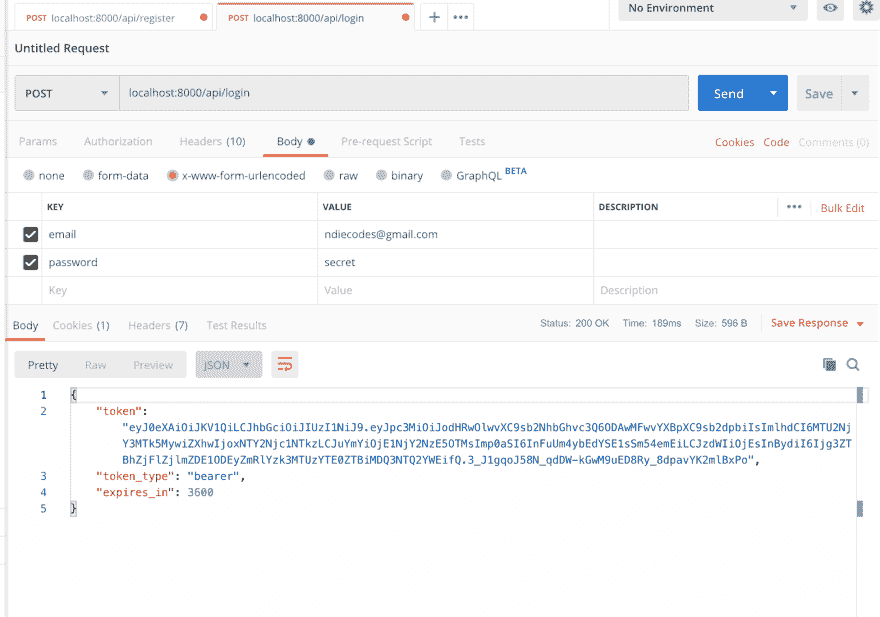 POST localhost:8000/api/register
POST localhost:8000/api/login
No Environment
Untitled Request
POST
localhost:8000/api/login
Send
Save
Params
Authorization
Headers (10)
Body
Pre-request Script
Tests
Cookies
Code
Comments (0)
none
form-data
x-www-form-urlencoded
raw
binary
GraphQL BETA
KEY
VALUE
DESCRIPTION
Bulk Edit
email
ndiecodes@gmail.com
password
secret
Key
Value
Description
Body
Cookies (1)
Headers (7)
Test Results
Status: 200 OK
Time: 189ms
Size: 596 B
Save Response
Pretty
Raw
Preview
JSON
1 {
2 "token":
"eyJ0eXAiOiJKV1QiLCJhbGciOiJIUzI1NiJ9.eyJpc3MiOiJodHRwOlwvXC9sb2NhbGhvc3Q6ODAwMFwvYXBpXC9sb2dpbiIsImlhdCI6MTU2Nj
Y3MTk5MywiZXhwIjoxNTY2Njc1NTkzLCJuYmYiOjE1NjY2NzE5OTMsImp0aSI6InFuUm4ybEdYSE1sSm54emEiLCJzdWIiOjEsInBydiI6Ijg3ZT
BhZjFlZjlmZDE1ODEyZmRlYzk3MTUzYTE0ZTBiMDQ3NTQ2YWEifQ.3_J1gqoJ58N_qdDW-kGwM9uED8Ry_8dpavYK2mlBxPo",
3 "token_type": "bearer",
4 "expires_in": 3600
5 }